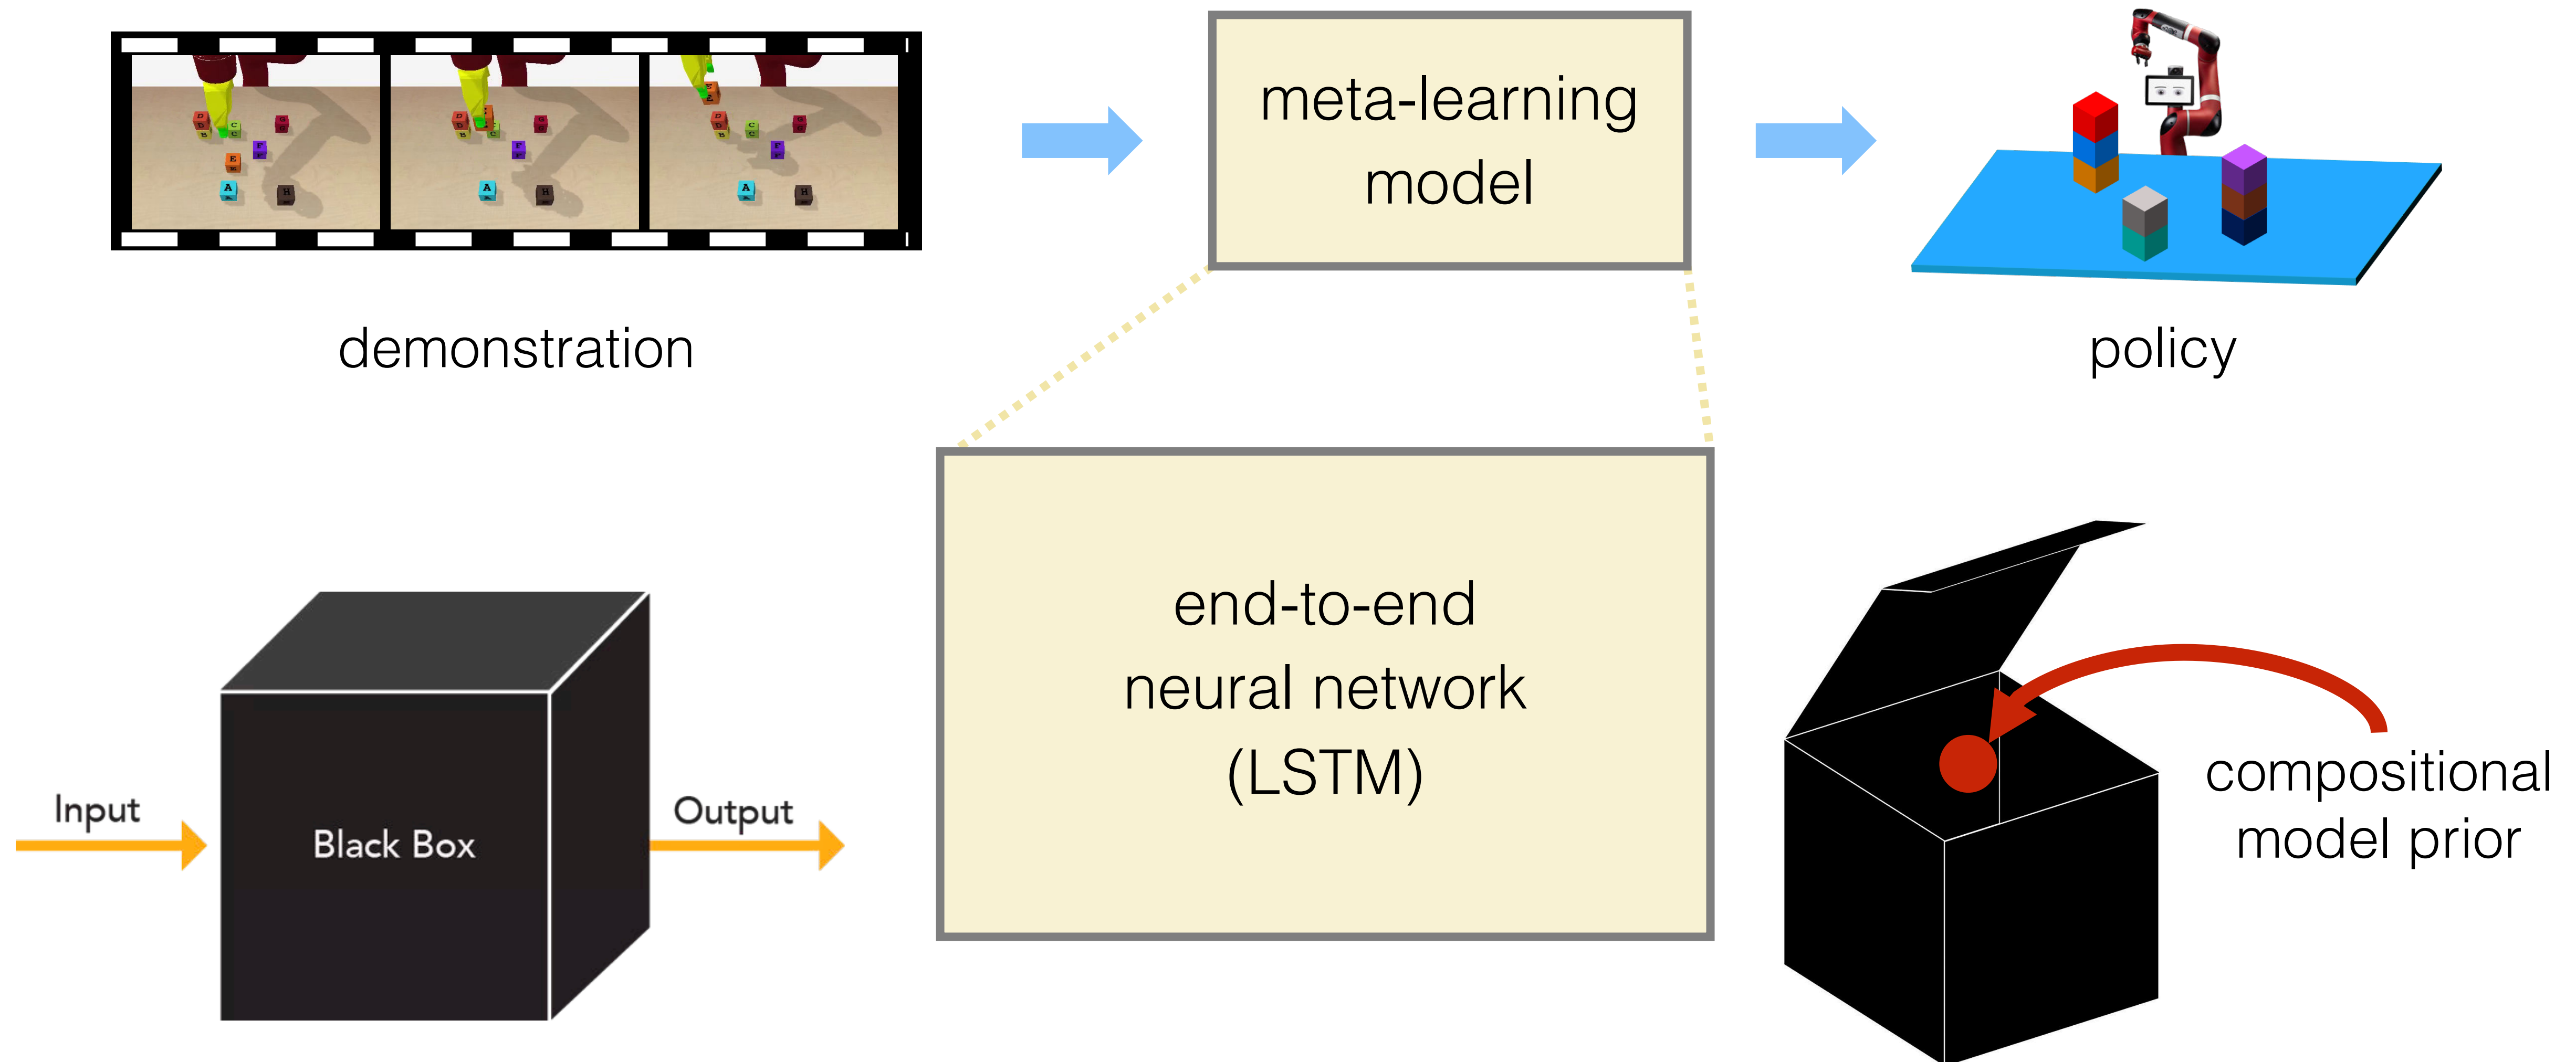 D
D
B
C
C
G
F
E
A
H
D
D
B
C
G
F
A
H
D
D
B
C
G
F
A
H
meta-learning
model
demonstration
policy
end-to-end
neural network
(LSTM)
Input
Black Box
Output
compositional
model prior